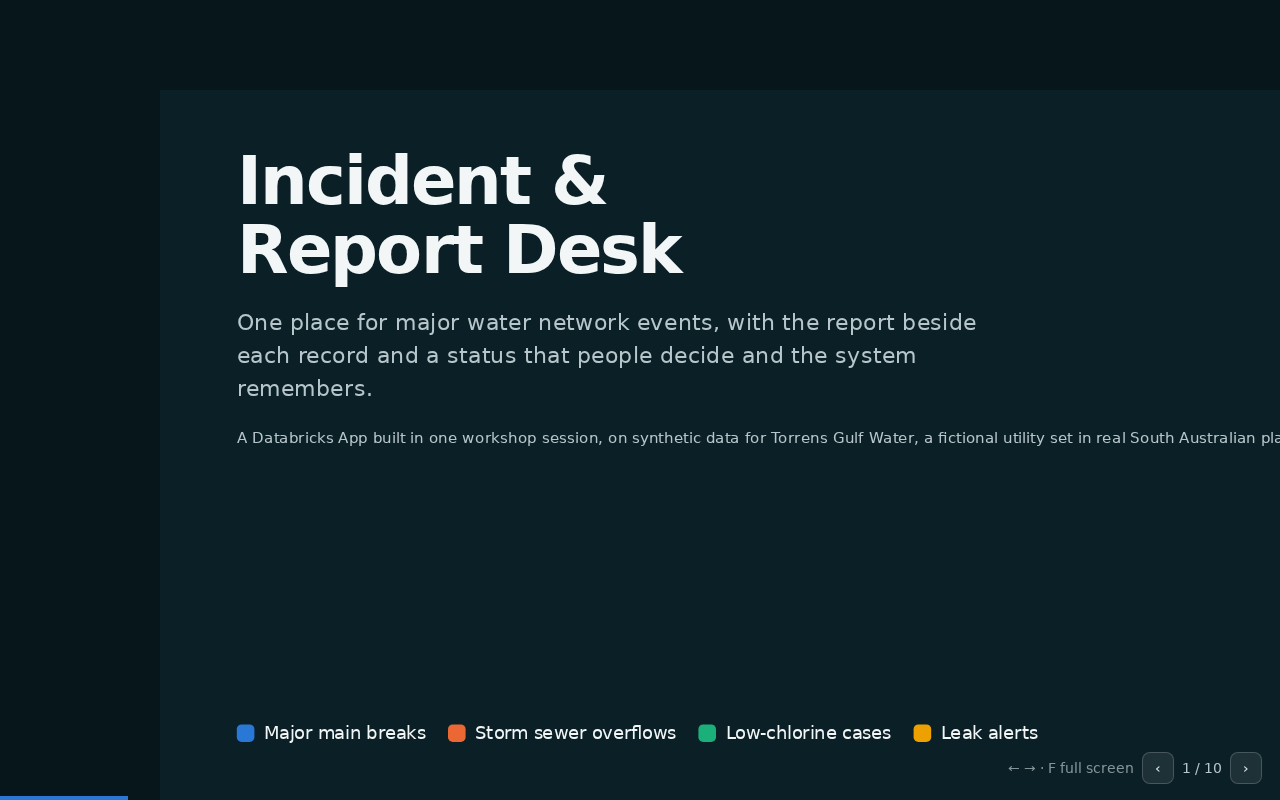 Incident &
Report Desk
One place for major water network events, with the report beside
each record and a status that people decide and the system
remembers.
A Databricks App built in one workshop session, on synthetic data for Torrens Gulf Water, a fictional utility set in real South Australian
Major main breaks
Storm sewer overflows
Low-chlorine cases
Leak alerts
← → · F full screen ‹ 1 / 10 ›